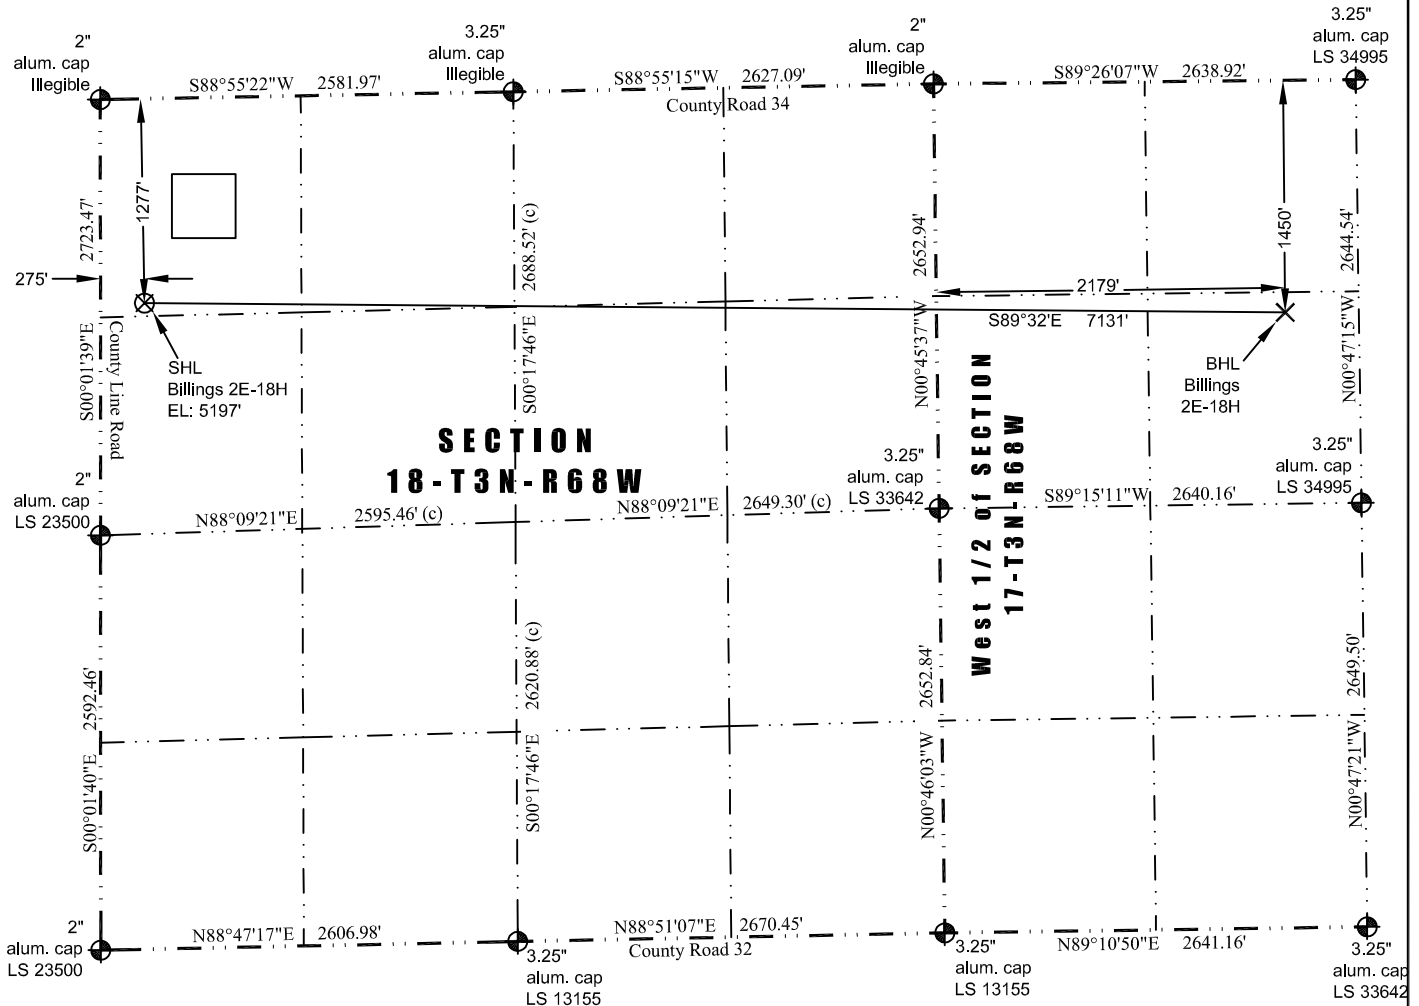 2"
alum. cap
Illegible
S88°55'22"W 2581.97'
3.25"
alum. cap
Illegible
S88°55'15"W 2627.09'
County Road 34
2"
alum. cap
Illegible
S89°26'07"W 2638.92'
3.25"
alum. cap
LS 34995
2723.47'
1277'
2688.52' (c)
2652.94'
1450'
2644.54'
275'
2179'
S89°32'E 7131'
S00°01'39"E
County Line Road
SHL
Billings 2E-18H
EL: 5197'
S00°17'46"E
N00°45'37"W
BHL
Billings
2E-18H
N00°47'15"W
SECTION
18-T3N-R68W
West 1/2 of SECTION
17-T3N-R68W
2"
alum. cap
LS 23500
N88°09'21"E 2595.46' (c)
N88°09'21"E 2649.30' (c)
3.25"
alum. cap
LS 33642
S89°15'11"W 2640.16'
3.25"
alum. cap
LS 34995
2592.46'
S00°01'40"E
2620.88' (c)
S00°17'46"E
2652.84'
N00°46'03"W
2649.50'
N00°47'21"W
2"
alum. cap
LS 23500
N88°47'17"E 2606.98'
3.25"
alum. cap
LS 13155
N88°51'07"E 2670.45'
County Road 32
3.25"
alum. cap
LS 13155
N89°10'50"E 2641.16'
3.25"
alum. cap
LS 33642